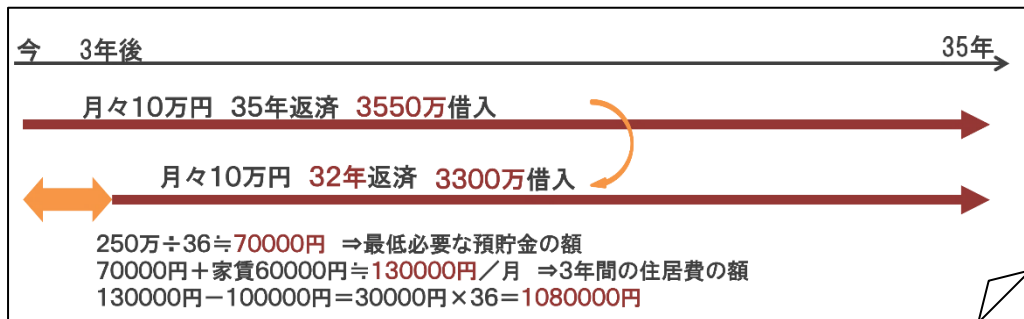 今 3年後 35年
月々10万円 35年返済 3550万借入
月々10万円 32年返済 3300万借入
250万÷36≒70000円 ⇒最低必要な預貯金の額
70000円+家賃60000円≒130000円/月 ⇒3年間の住居費の額
130000円-100000円=30000円×36=1080000円